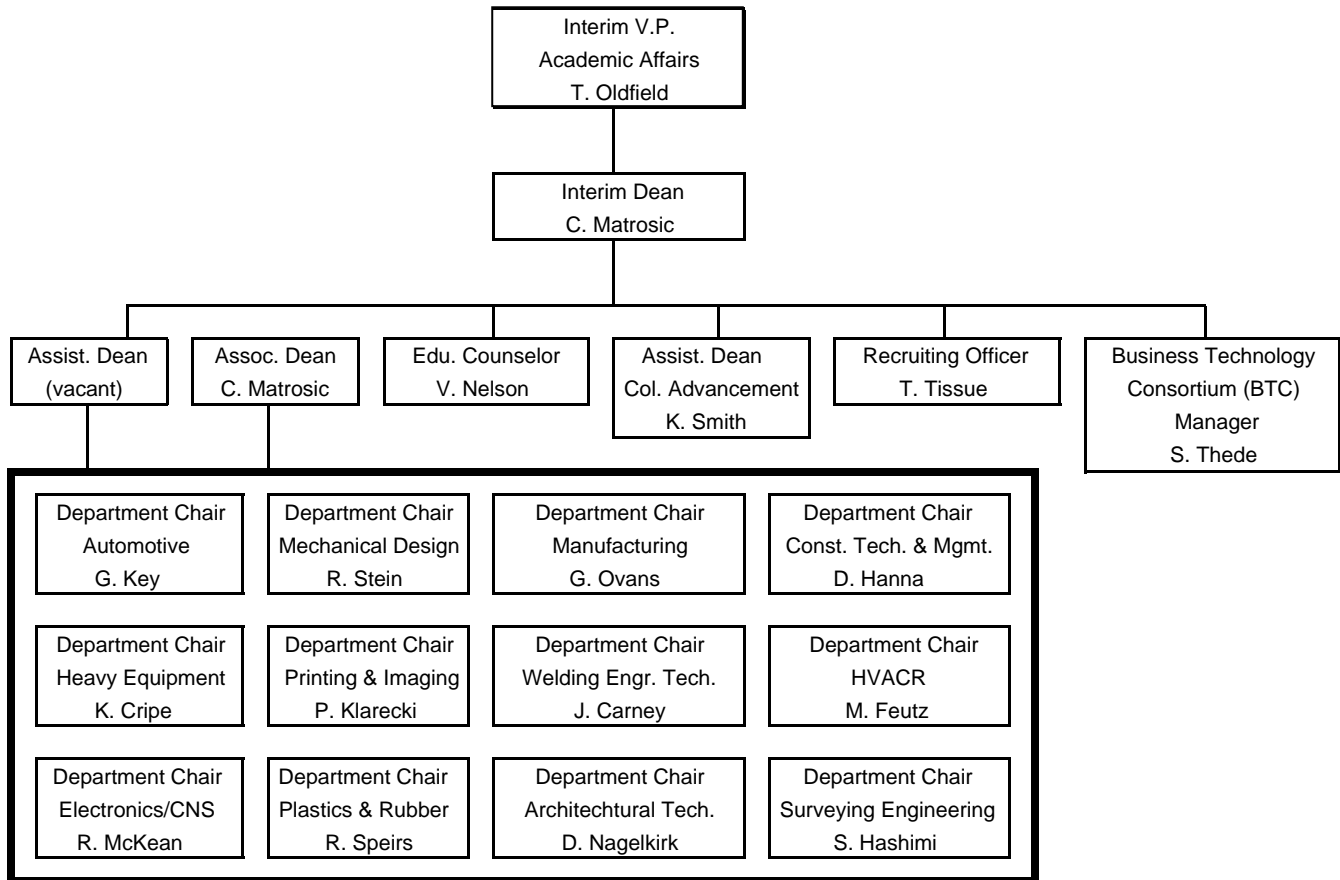 Interim V.P.
Academic Affairs
T. Oldfield
Interim Dean
C. Matrosic
Assist. Dean
(vacant)
Assoc. Dean
C. Matrosic
Edu. Counselor
V. Nelson
Assist. Dean
Col. Advancement
K. Smith
Recruiting Officer
T. Tissue
Business Technology
Consortium (BTC)
Manager
S. Thede
Department Chair
Automotive
G. Key
Department Chair
Mechanical Design
R. Stein
Department Chair
Manufacturing
G. Ovans
Department Chair
Const. Tech. & Mgmt.
D. Hanna
Department Chair
Heavy Equipment
K. Cripe
Department Chair
Printing & Imaging
P. Klarecki
Department Chair
Welding Engr. Tech.
J. Carney
Department Chair
HVACR
M. Feutz
Department Chair
Electronics/CNS
R. McKean
Department Chair
Plastics & Rubber
R. Speirs
Department Chair
Architechtural Tech.
D. Nagelkirk
Department Chair
Surveying Engineering
S. Hashimi